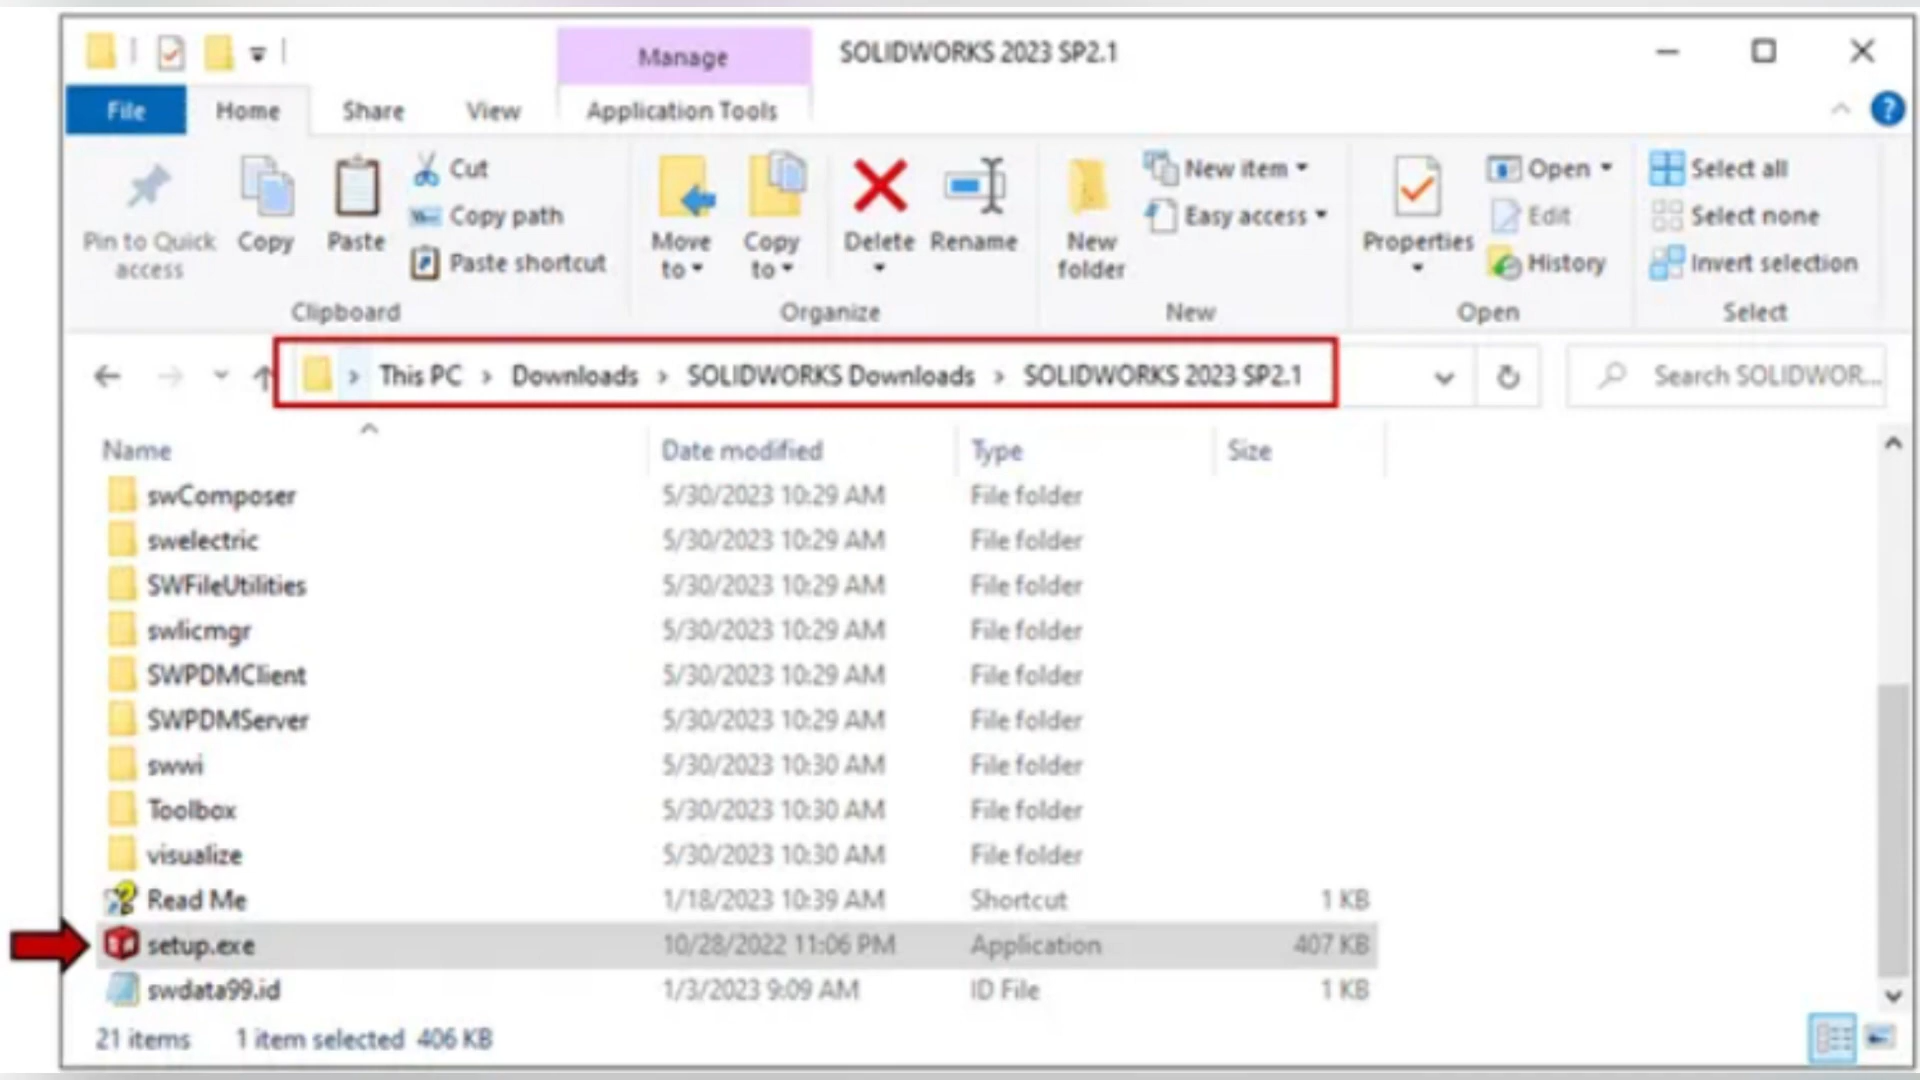 Manage
SOLIDWORKS 2023 SP2.1
File Home Share View Application Tools
Pin to Quick access
Copy
Paste
Cut
Copy path
Paste shortcut
Clipboard
Move to
Copy to
Delete
Rename
Organize
New folder
New item
Easy access
New
Properties
Open
Edit
History
Open
Select all
Select none
Invert selection
Select
This PC > Downloads > SOLIDWORKS Downloads > SOLIDWORKS 2023 SP2.1
Search SOLIDWOR...
Name Date modified Type Size
swComposer 5/30/2023 10:29 AM File folder
swelectric 5/30/2023 10:29 AM File folder
SWFileUtilities 5/30/2023 10:29 AM File folder
swlicmgr 5/30/2023 10:29 AM File folder
SWPDMClient 5/30/2023 10:29 AM File folder
SWPDMServer 5/30/2023 10:29 AM File folder
swwi 5/30/2023 10:30 AM File folder
Toolbox 5/30/2023 10:30 AM File folder
visualize 5/30/2023 10:30 AM File folder
Read Me 1/18/2023 10:39 AM Shortcut 1 KB
setup.exe 10/28/2022 11:06 PM Application 407 KB
swdata99.id 1/3/2023 9:09 AM ID File 1 KB
21 items 1 item selected 406 KB